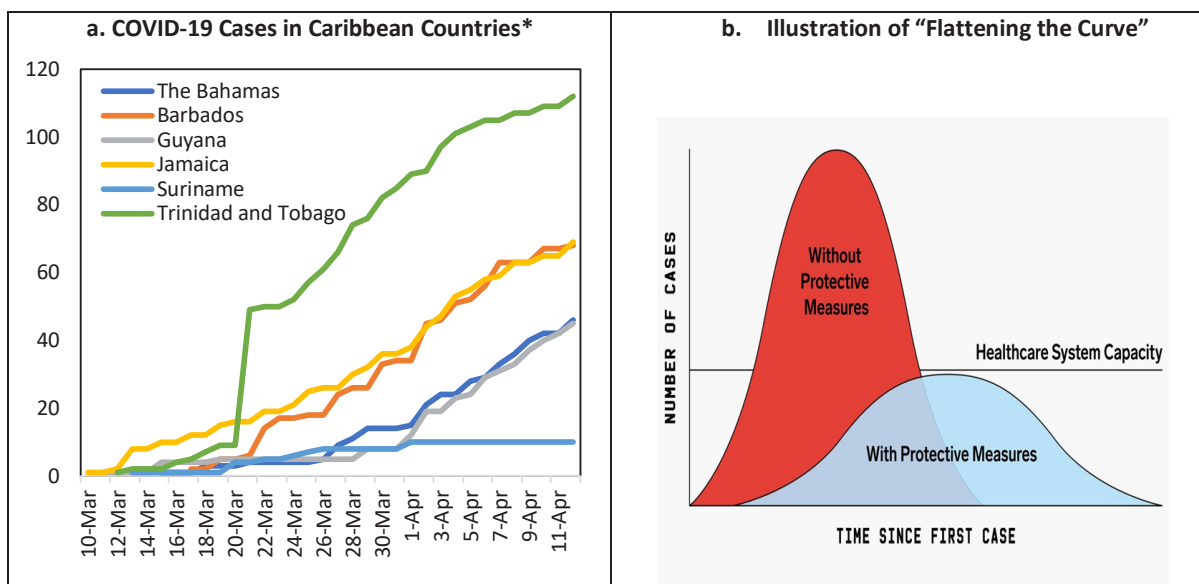 a. COVID-19 Cases in Caribbean Countries*
120
100
80
60
40
20
0
The Bahamas
Barbados
Guyana
Jamaica
Suriname
Trinidad and Tobago
10-Mar
12-Mar
14-Mar
16-Mar
18-Mar
20-Mar
22-Mar
24-Mar
26-Mar
28-Mar
30-Mar
1-Apr
3-Apr
5-Apr
7-Apr
9-Apr
11-Apr
b. Illustration of “Flattening the Curve”
NUMBER OF CASES
Without
Protective
Measures
Healthcare System Capacity
With Protective Measures
TIME SINCE FIRST CASE